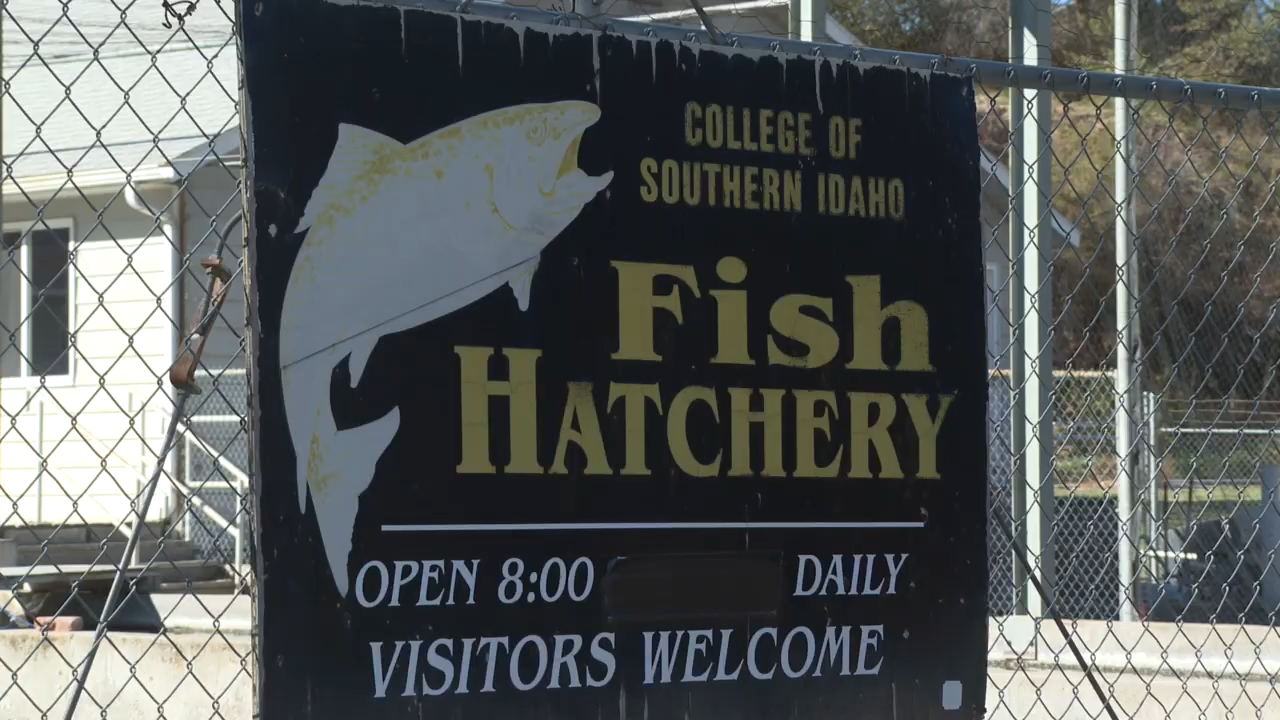 COLLEGE OF
SOUTHERN IDAHO
Fish
HATCHERY
OPEN 8:00 DAILY
VISITORS WELCOME